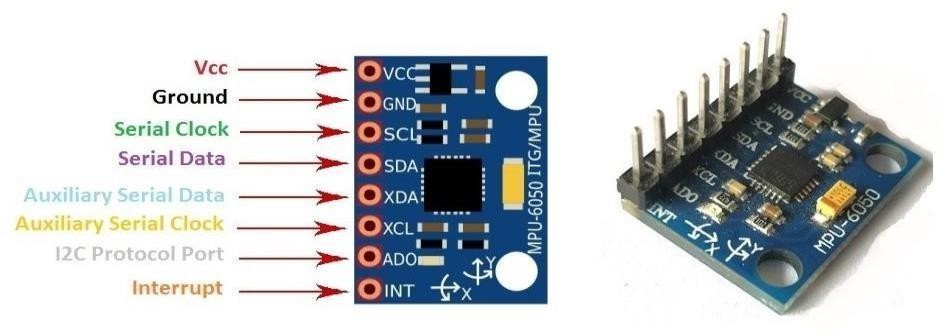 Vcc
Ground
Serial Clock
Serial Data
Auxiliary Serial Data
Auxiliary Serial Clock
I2C Protocol Port
Interrupt
VCC
GND
SCL
SDA
XDA
XCL
ADO
INT
MPU-6050 ITG/MPU
Y
X
VCC
GND
SCL
SDA
XDA
XCL
ADO
INT
MPU-6050
X
Y